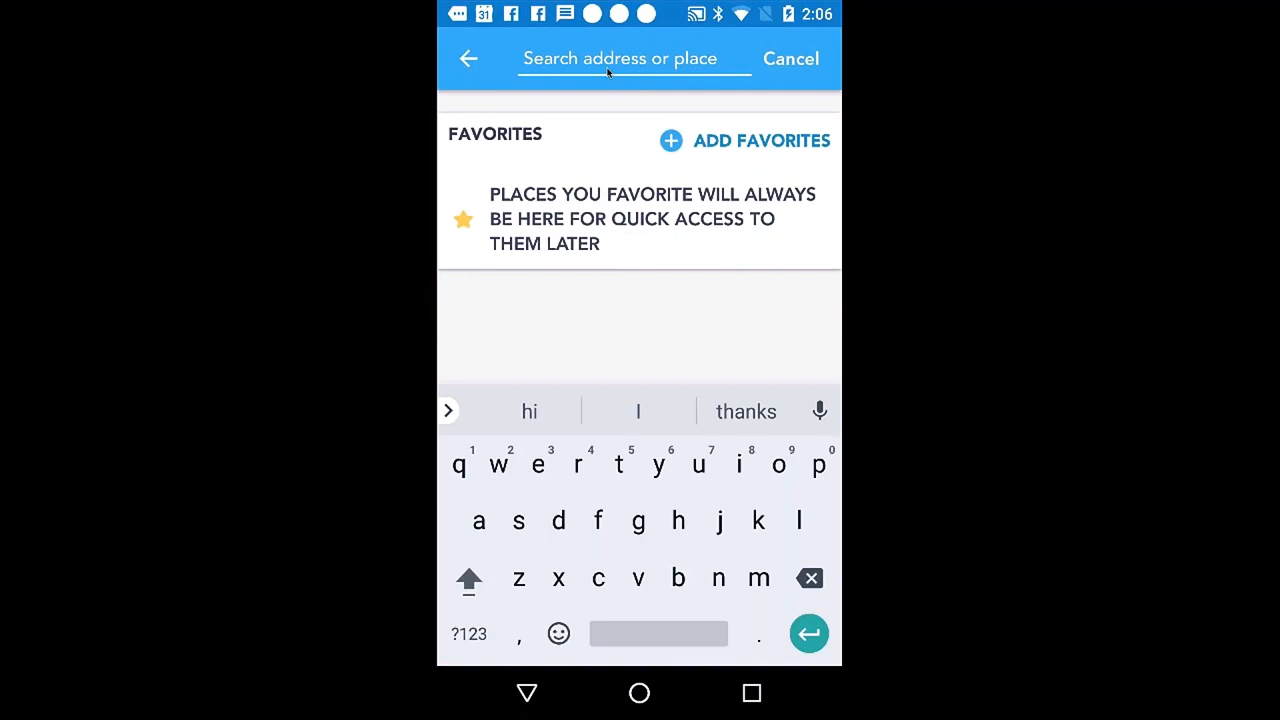 31 2:06
Search address or place Cancel
FAVORITES ADD FAVORITES
PLACES YOU FAVORITE WILL ALWAYS
BE HERE FOR QUICK ACCESS TO
THEM LATER
hi I thanks
1 2 3 4 5 6 7 8 9 0
q w e r t y u i o p
a s d f g h j k l
z x c v b n m
?123 , .